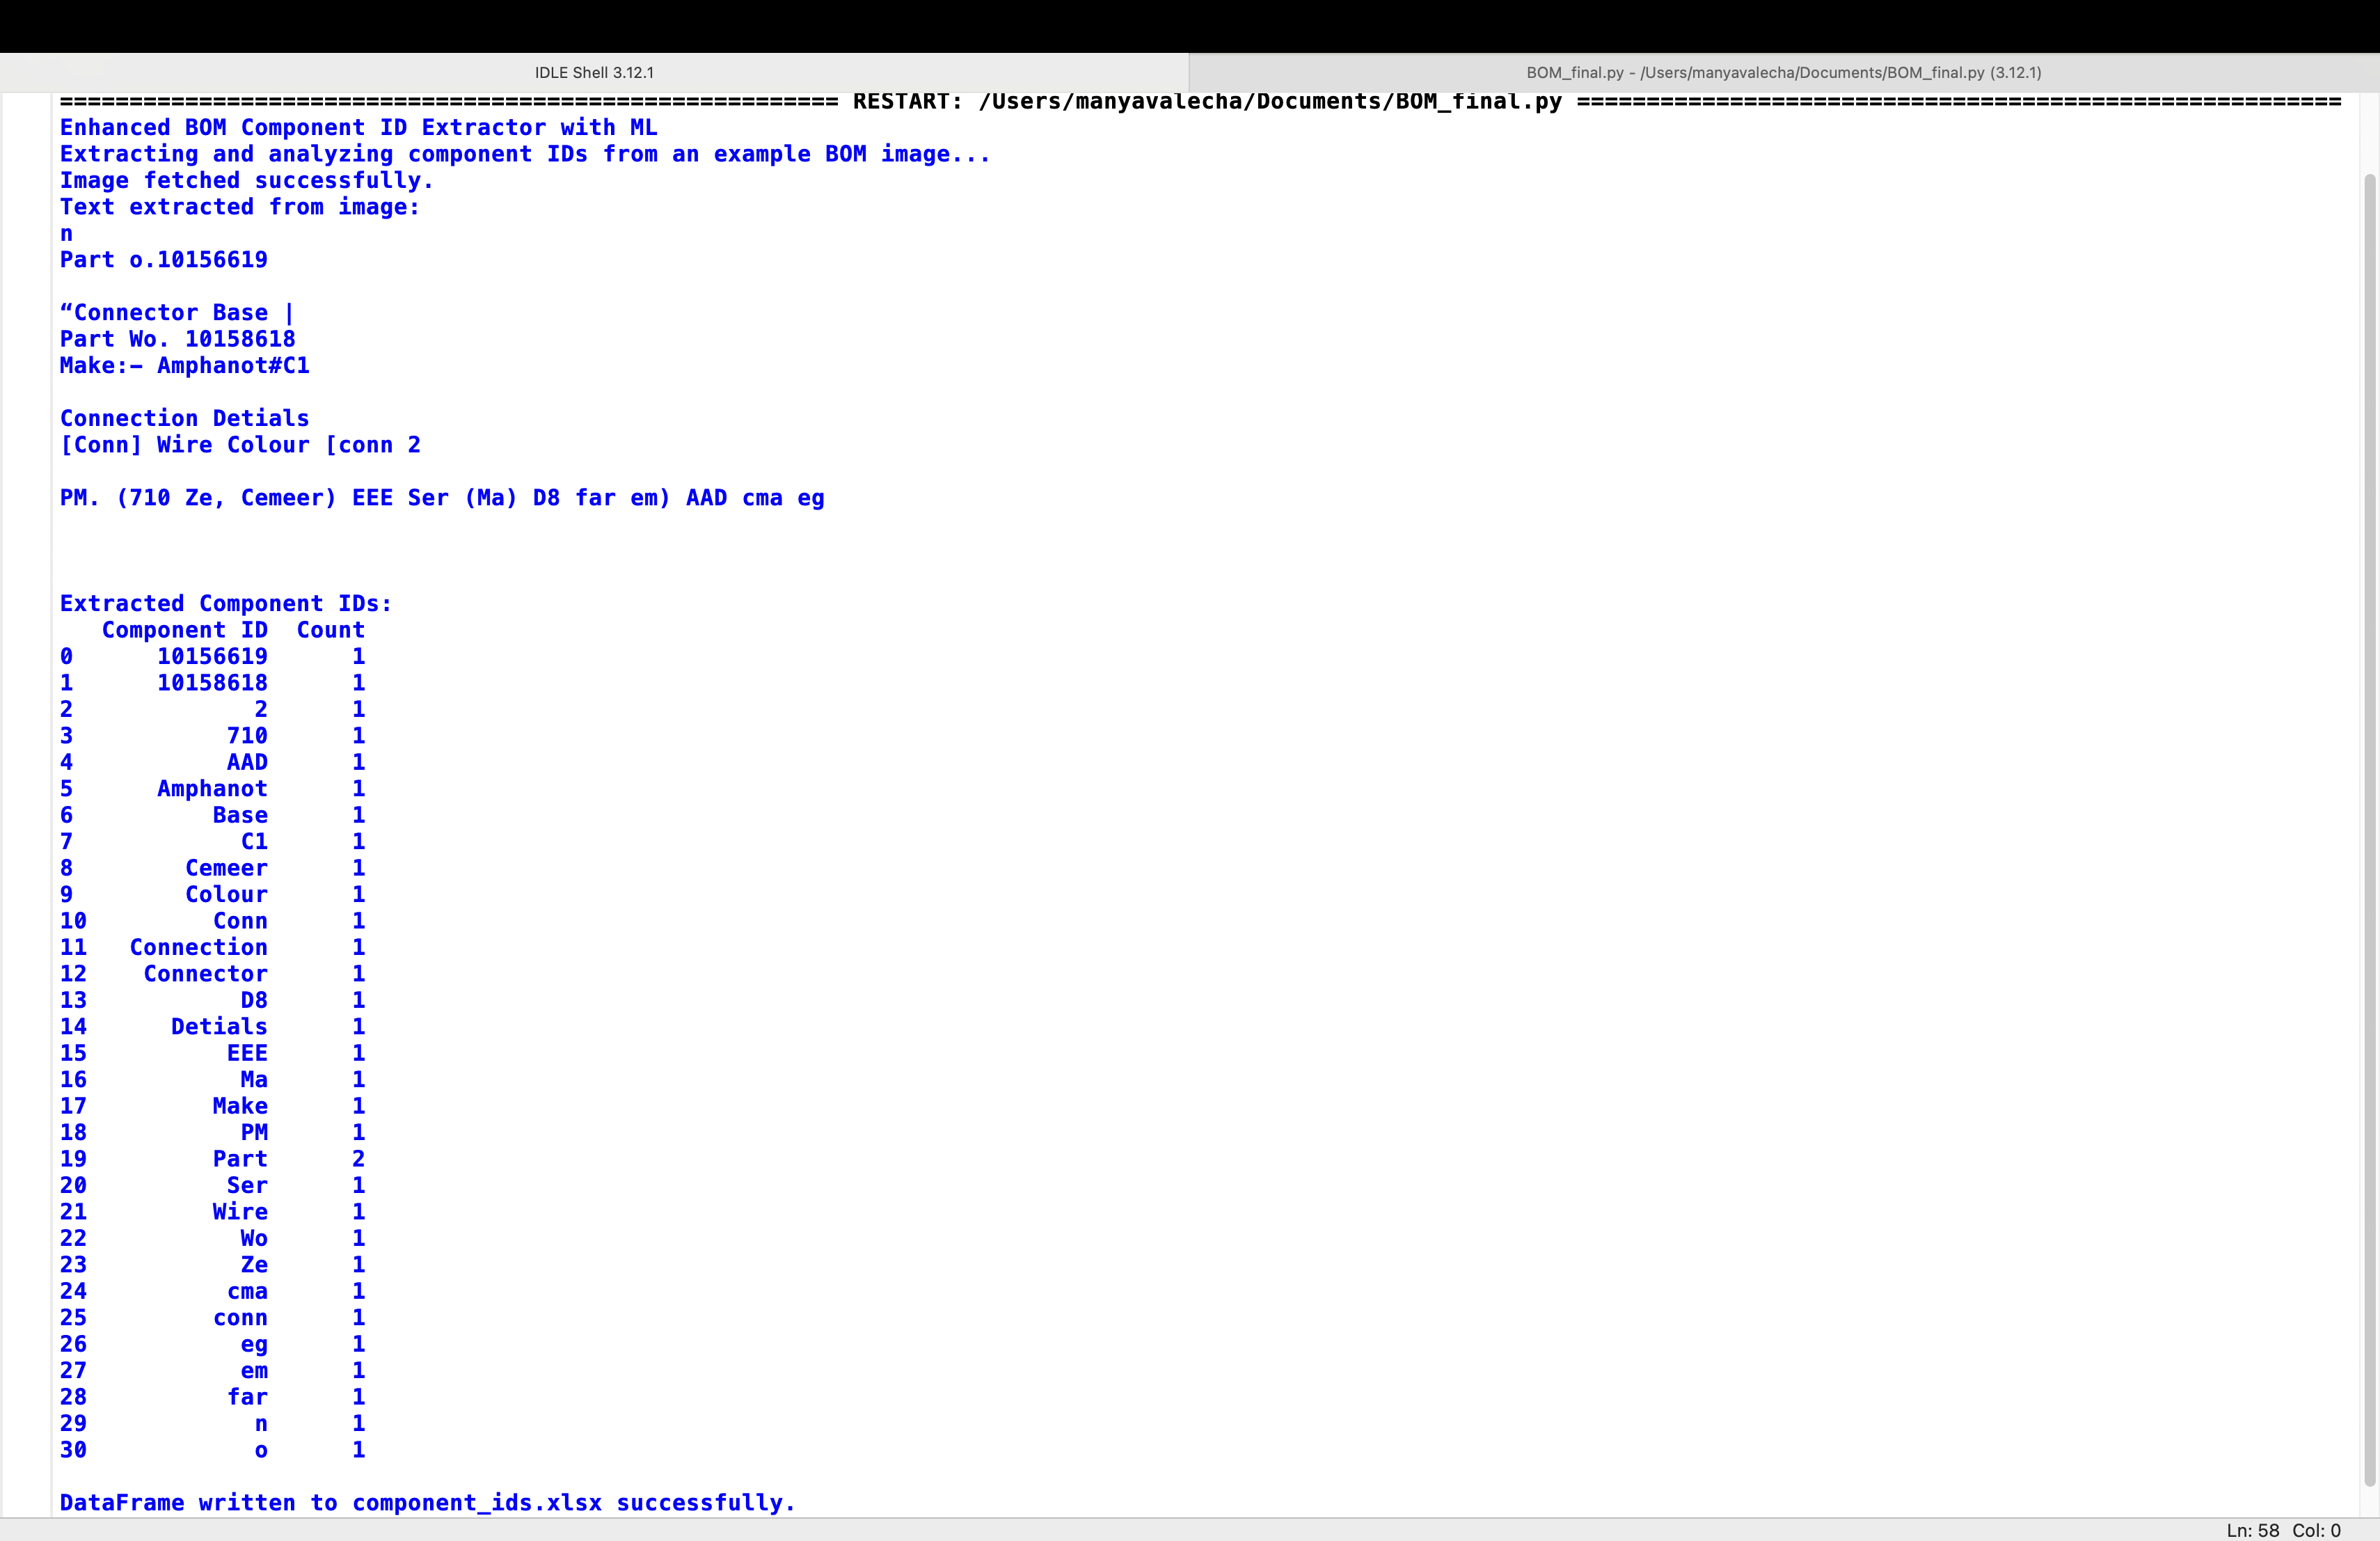 IDLE Shell 3.12.1
BOM_final.py - /Users/manyavalecha/Documents/BOM_final.py (3.12.1)
======================================================== RESTART: /Users/manyavalecha/Documents/BOM_final.py =======================================================
Enhanced BOM Component ID Extractor with ML
Extracting and analyzing component IDs from an example BOM image...
Image fetched successfully.
Text extracted from image:
n
Part o.10156619
“Connector Base |
Part Wo. 10158618
Make:– Amphanot#C1
Connection Detials
[Conn] Wire Colour [conn 2
PM. (710 Ze, Cemeer) EEE Ser (Ma) D8 far em) AAD cma eg
Extracted Component IDs:
Component ID Count
0 10156619 1
1 10158618 1
2 2 1
3 710 1
4 AAD 1
5 Amphanot 1
6 Base 1
7 C1 1
8 Cemeer 1
9 Colour 1
10 Conn 1
11 Connection 1
12 Connector 1
13 D8 1
14 Detials 1
15 EEE 1
16 Ma 1
17 Make 1
18 PM 1
19 Part 2
20 Ser 1
21 Wire 1
22 Wo 1
23 Ze 1
24 cma 1
25 conn 1
26 eg 1
27 em 1
28 far 1
29 n 1
30 o 1
DataFrame written to component_ids.xlsx successfully.
Ln: 58 Col: 0